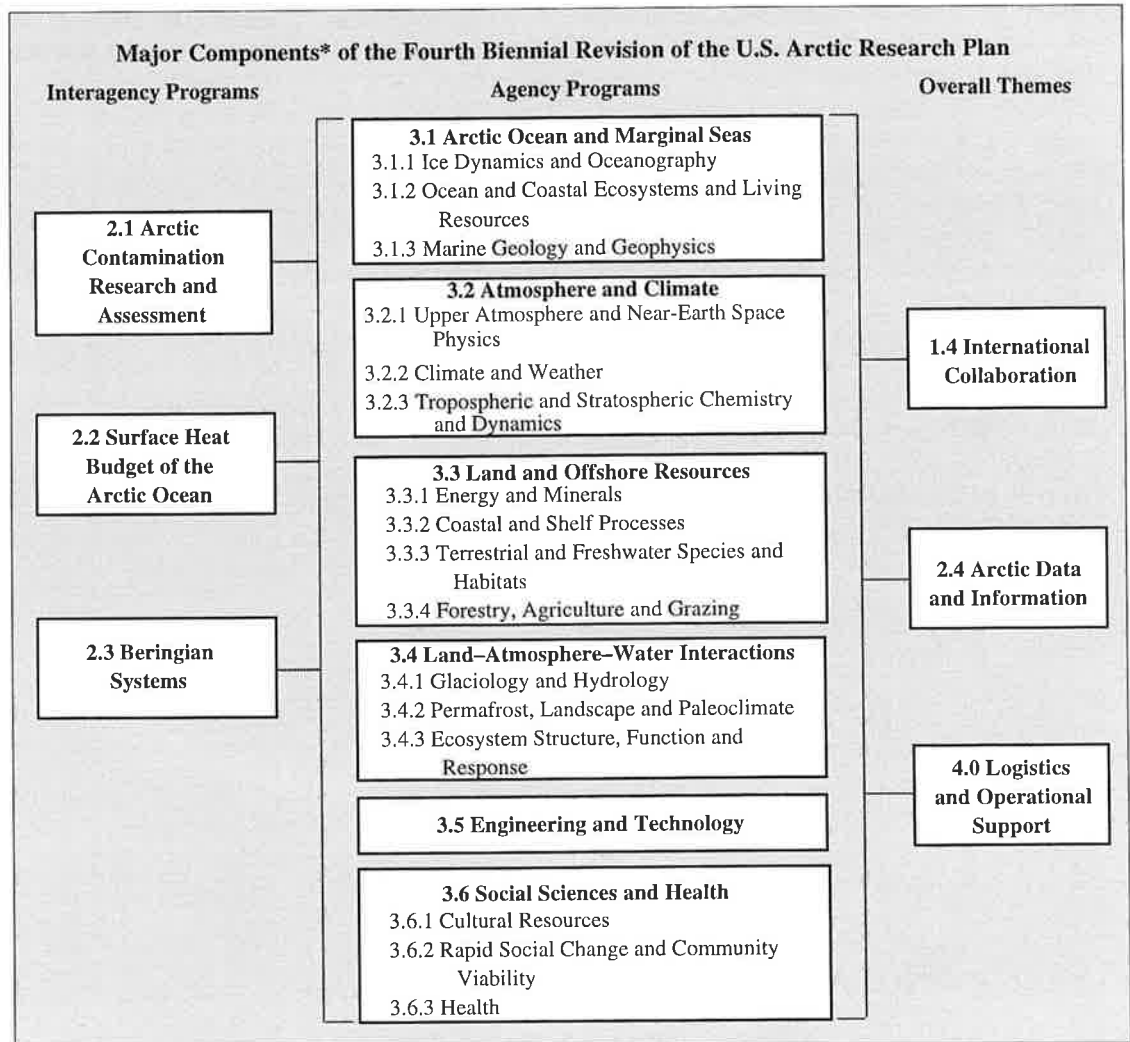 Major Components* of the Fourth Biennial Revision of the U.S. Arctic Research Plan
Interagency Programs
Agency Programs
Overall Themes
2.1 Arctic
Contamination
Research and
Assessment
2.2 Surface Heat
Budget of the
Arctic Ocean
2.3 Beringian
Systems
3.1 Arctic Ocean and Marginal Seas
3.1.1 Ice Dynamics and Oceanography
3.1.2 Ocean and Coastal Ecosystems and Living
Resources
3.1.3 Marine Geology and Geophysics
3.2 Atmosphere and Climate
3.2.1 Upper Atmosphere and Near-Earth Space
Physics
3.2.2 Climate and Weather
3.2.3 Tropospheric and Stratospheric Chemistry
and Dynamics
3.3 Land and Offshore Resources
3.3.1 Energy and Minerals
3.3.2 Coastal and Shelf Processes
3.3.3 Terrestrial and Freshwater Species and
Habitats
3.3.4 Forestry, Agriculture and Grazing
3.4 Land–Atmosphere–Water Interactions
3.4.1 Glaciology and Hydrology
3.4.2 Permafrost, Landscape and Paleoclimate
3.4.3 Ecosystem Structure, Function and
Response
3.5 Engineering and Technology
3.6 Social Sciences and Health
3.6.1 Cultural Resources
3.6.2 Rapid Social Change and Community
Viability
3.6.3 Health
1.4 International
Collaboration
2.4 Arctic Data
and Information
4.0 Logistics
and Operational
Support